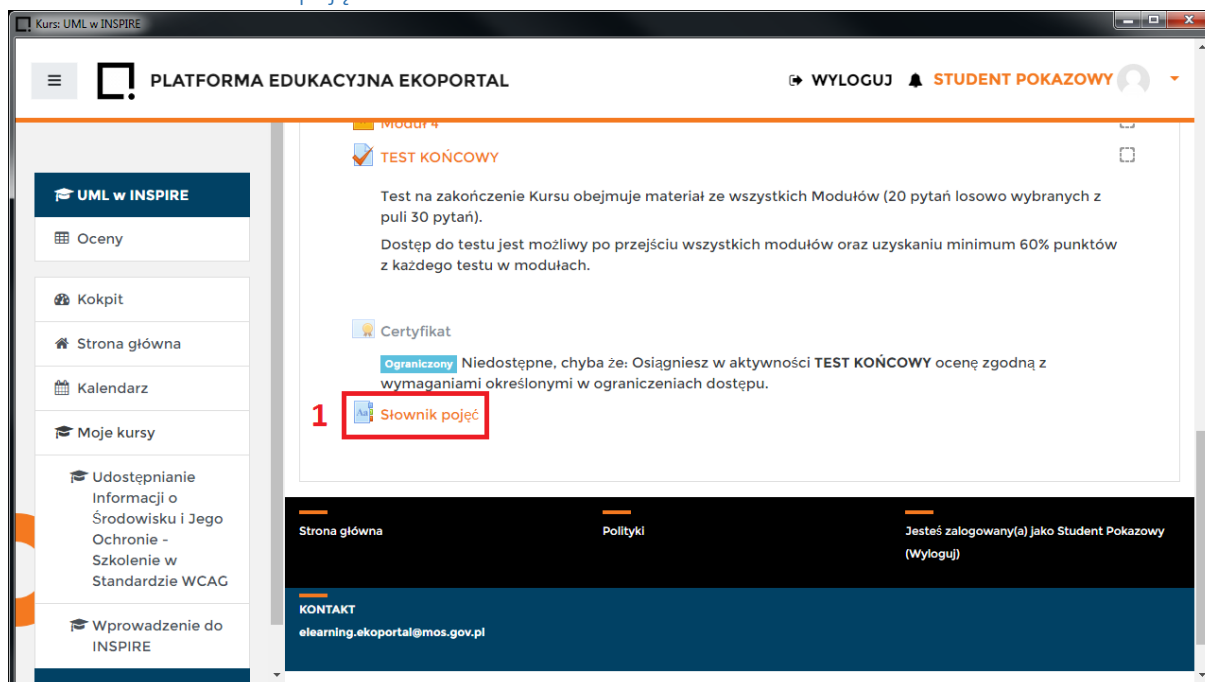 Kurs: UML w INSPIRE
PLATFORMA EDUKACYJNA EKOPORTAL
WYLOGUJ
STUDENT POKAZOWY
UML w INSPIRE
Oceny
Kokpit
Strona główna
Kalendarz
Moje kursy
Udostępnianie
Informacji o
Środowisku i Jego
Ochronie -
Szkolenie w
Standardzie WCAG
Wprowadzenie do
INSPIRE
Moduł 4
TEST KOŃCOWY
Test na zakończenie Kursu obejmuje materiał ze wszystkich Modułów (20 pytań losowo wybranych z
puli 30 pytań).
Dostęp do testu jest możliwy po przejściu wszystkich modułów oraz uzyskaniu minimum 60% punktów
z każdego testu w modułach.
Certyfikat
Ograniczony Niedostępne, chyba że: Osiągniesz w aktywności TEST KOŃCOWY ocenę zgodną z
wymaganiami określonymi w ograniczeniach dostępu.
1
Słownik pojęć
Strona główna
Polityki
Jesteś zalogowany(a) jako Student Pokazowy
(Wyloguj)
KONTAKT
elearning.ekoportal@mos.gov.pl